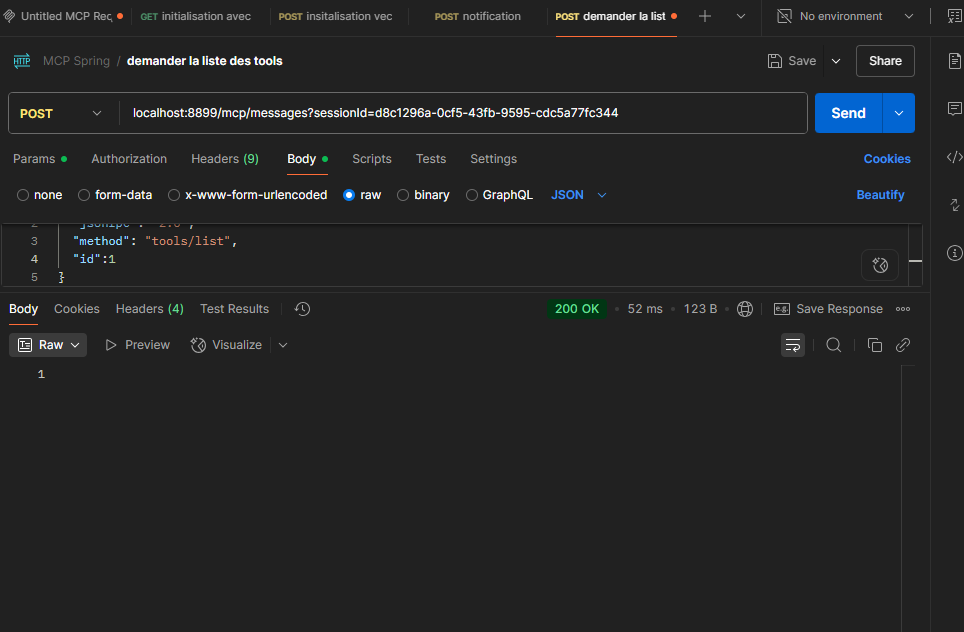 Untitled MCP Req
GET initialisation avec
POST insitalisation vec
POST notification
POST demander la list
No environment
HTTP
MCP Spring / demander la liste des tools
Save
Share
POST
localhost:8899/mcp/messages?sessionId=d8c1296a-0cf5-43fb-9595-cdc5a77fc344
Send
Params
Authorization
Headers (9)
Body
Scripts
Tests
Settings
Cookies
none
form-data
x-www-form-urlencoded
raw
binary
GraphQL
JSON
Beautify
3 "method": "tools/list",
4 "id":1
5 }
Body
Cookies
Headers (4)
Test Results
200 OK
52 ms
123 B
e.g.
Save Response
Raw
Preview
Visualize
1